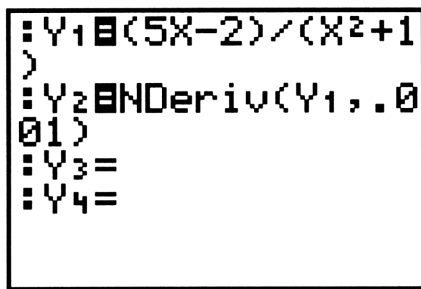 :Y₁=(5X-2)/(X²+1
)
:Y₂=NDeriv(Y₁,.0
01)
:Y₃=
:Y₄=